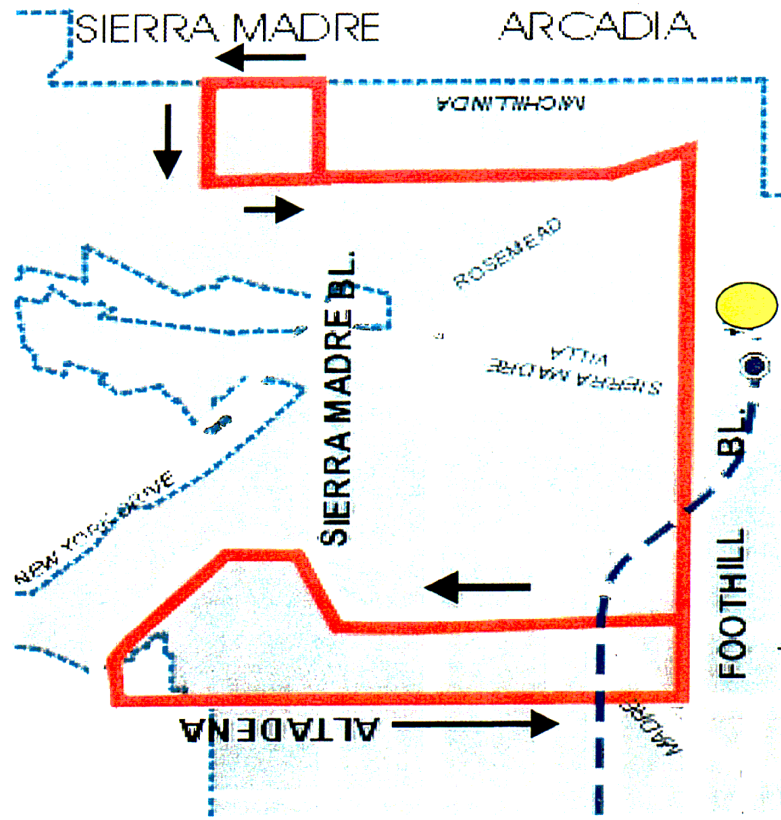 SIERRA MADRE
ARCADIA
MICHILLINDA
ROSEMEAD
SIERRA MADRE BL.
SIERRA MADRE
VILLA
NEW YORK DRIVE
FOOTHILL BL.
ALTADENA
MADRE